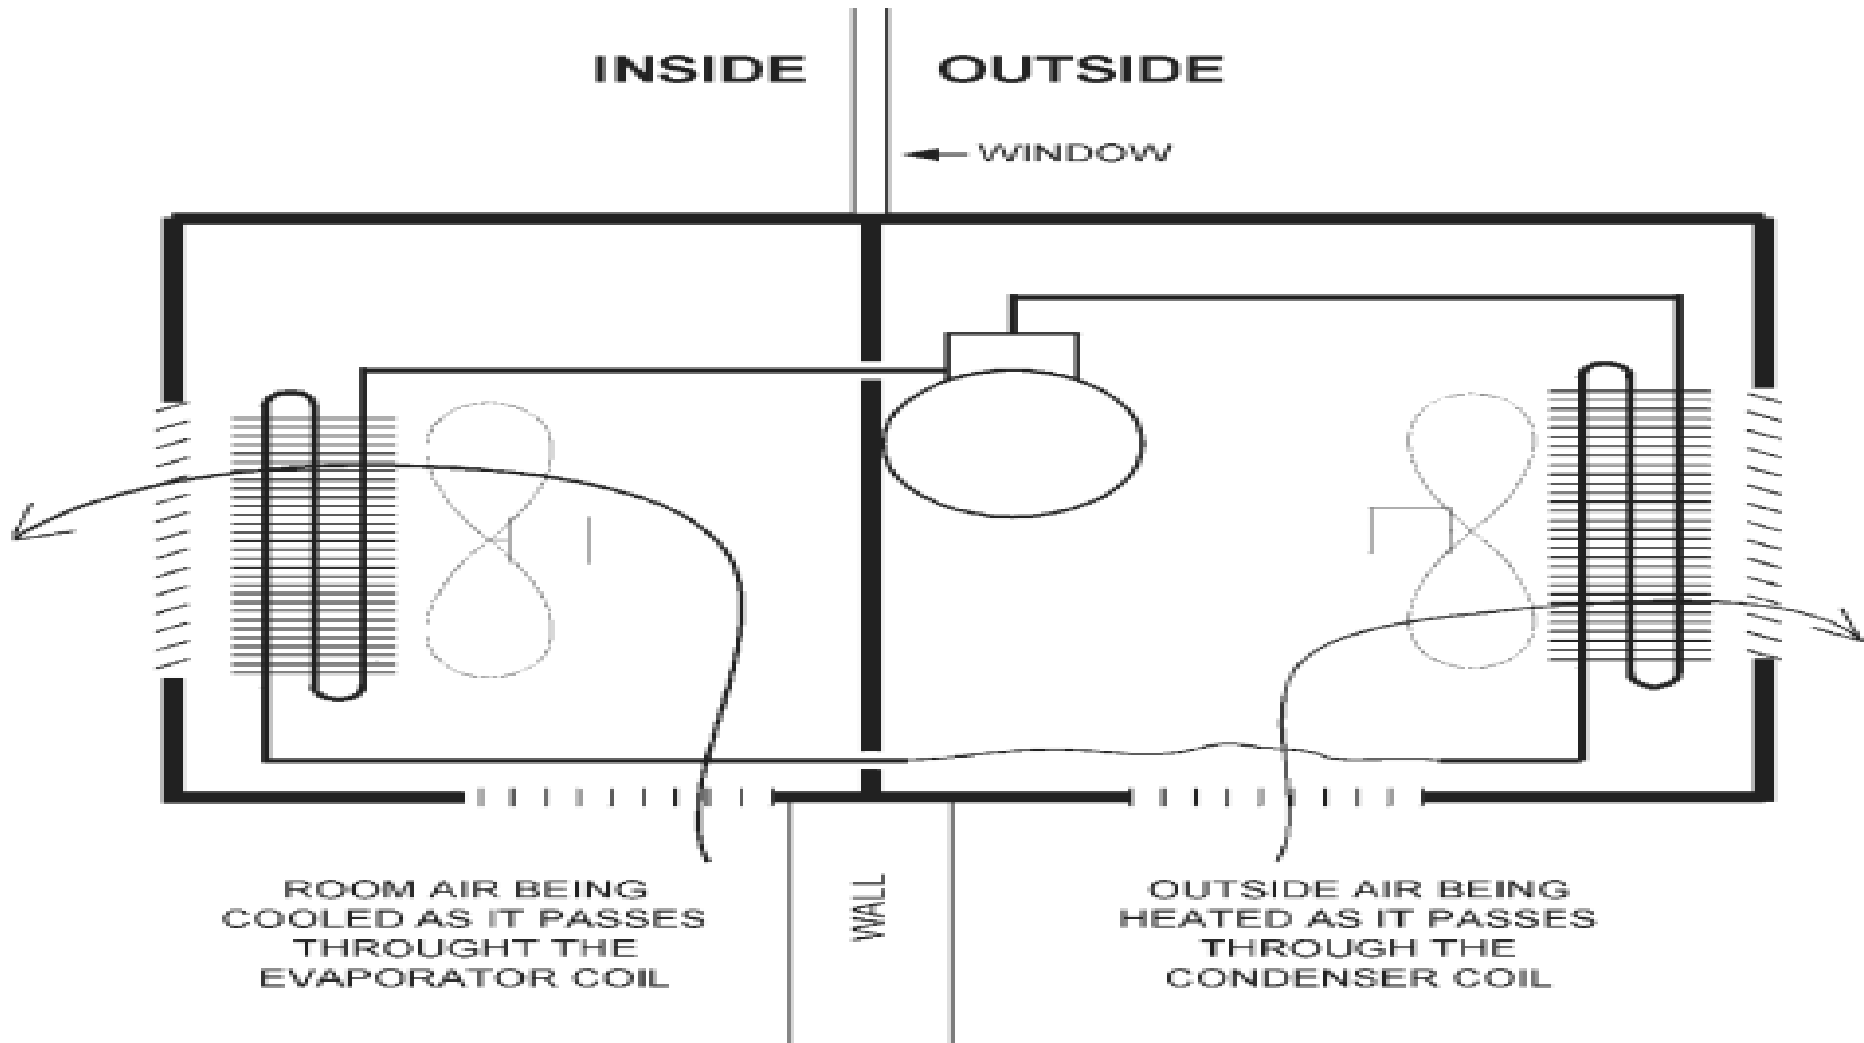 INSIDE
OUTSIDE
WINDOW
ROOM AIR BEING
COOLED AS IT PASSES
THROUGHT THE
EVAPORATOR COIL
WALL
OUTSIDE AIR BEING
HEATED AS IT PASSES
THROUGH THE
CONDENSER COIL